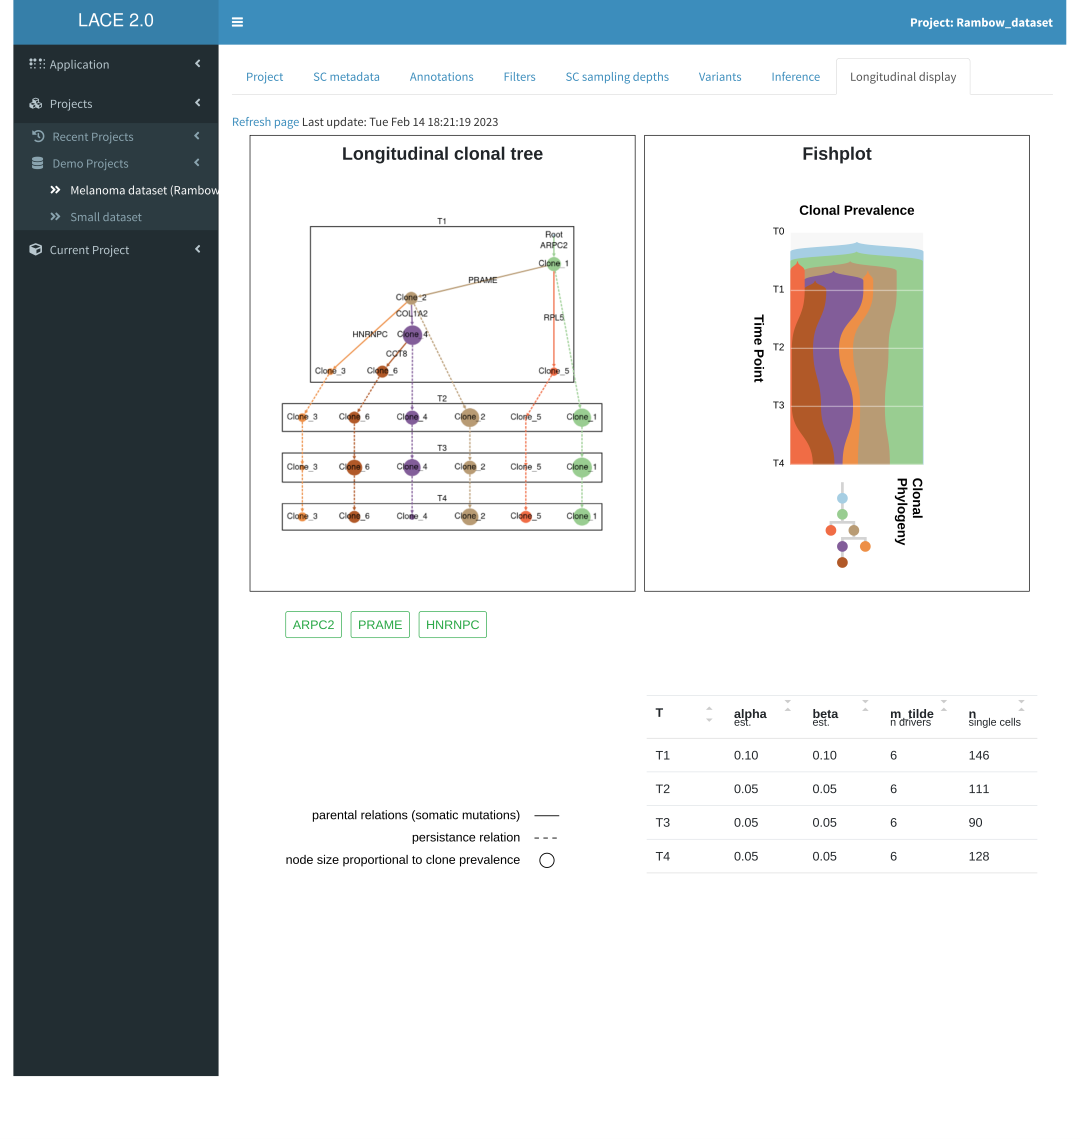 LACE 2.0
Project: Rambow_dataset
Application
Projects
Recent Projects
Demo Projects
Melanoma dataset (Rambow
Small dataset
Current Project
Project SC metadata Annotations Filters SC sampling depths Variants Inference Longitudinal display
Refresh page Last update: Tue Feb 14 18:21:19 2023
Longitudinal clonal tree
T1
Root
ARPC2
Clone_1
PRAME
Clone_2
COL1A2
RPL5
HNRNPC
Clone_4
CCT8
Clone_3 Clone_6 Clone_5
T2
Clone_3 Clone_6 Clone_4 Clone_2 Clone_5 Clone_1
T3
Clone_3 Clone_6 Clone_4 Clone_2 Clone_5 Clone_1
T4
Clone_3 Clone_6 Clone_4 Clone_2 Clone_5 Clone_1
Fishplot
Clonal Prevalence
T0
T1
T2
T3
T4
Time Point
Clonal
Phylogeny
ARPC2 PRAME HNRNPC
parental relations (somatic mutations)
persistance relation
node size proportional to clone prevalence
T alpha beta m_tilde n
est. est. n drivers single cells
T1 0.10 0.10 6 146
T2 0.05 0.05 6 111
T3 0.05 0.05 6 90
T4 0.05 0.05 6 128